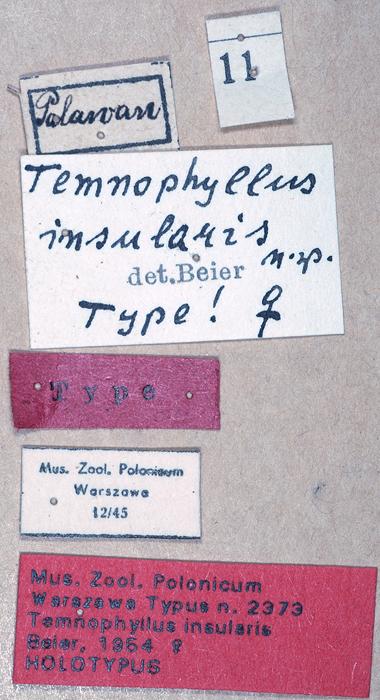 11
Palawan
Temnophyllus
insularis
n.sp.
det.Beier
Type! ♀
Type
Mus. Zool. Polonicum
Warszawa
12/45
Mus. Zool. Polonicum
Warszawa Typus n. 2373
Temnophyllus insularis
Beier, 1954 ♀
HOLOTYPUS